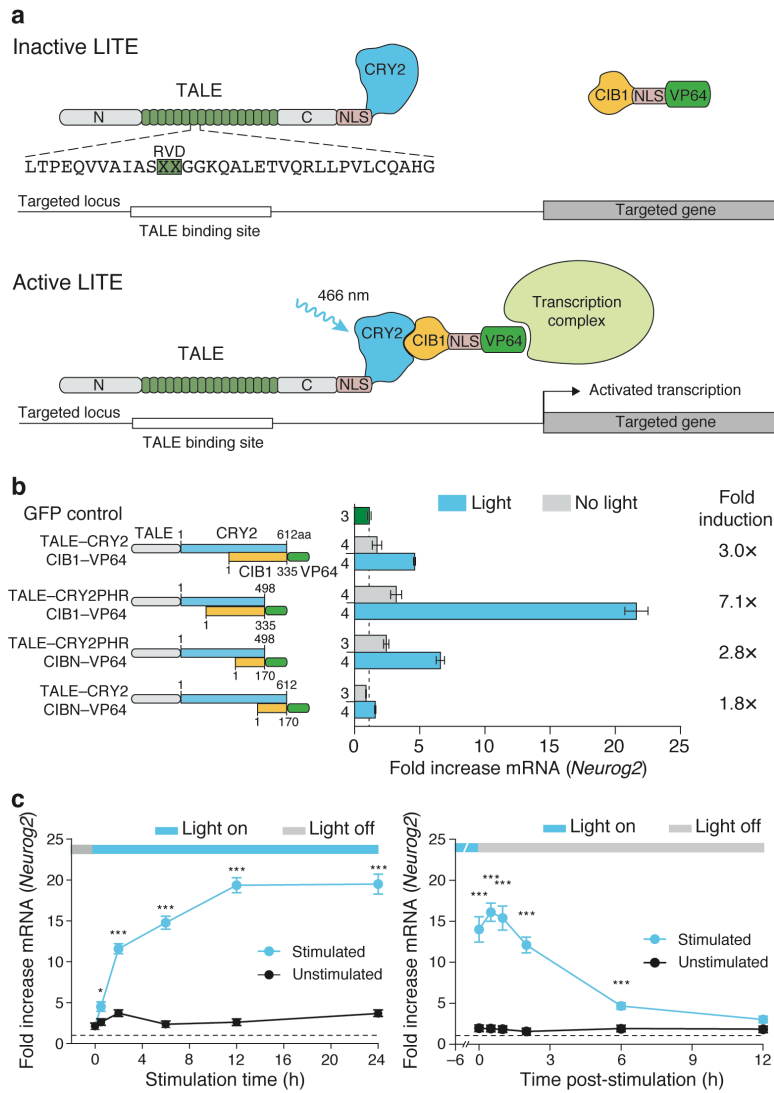 a
Inactive LITE
CRY2
TALE
CIB1 NLS VP64
N C NLS
RVD
LTPEQVVAIASXXGGKQALETVQRLLPVLCQAHG
Targeted locus
Targeted gene
TALE binding site
Active LITE
466 nm
Transcription
complex
CRY2 CIB1 NLS VP64
TALE
N C NLS
Activated transcription
Targeted locus
Targeted gene
TALE binding site
b
Light No light
Fold
induction
GFP control
3
TALE CRY2
1 612aa
TALE–CRY2
CIB1–VP64
1 CIB1 335 VP64
4
4
3.0×
TALE–CRY2PHR
CIB1–VP64
1 498
1 335
4
4
7.1×
TALE–CRY2PHR
CIBN–VP64
1 498
1 170
3
4
2.8×
TALE–CRY2
CIBN–VP64
1 612
1 170
3
4
1.8×
0 5 10 15 20 25
Fold increase mRNA (Neurog2)
c
Fold increase mRNA (Neurog2)
Light on Light off
25
20
15
10
5
0
* *** *** *** ***
Stimulated
Unstimulated
0 4 8 12 16 20 24
Stimulation time (h)
Fold increase mRNA (Neurog2)
Light on Light off
25
20
15
10
5
0
*** *** *** *** ***
Stimulated
Unstimulated
–6 0 3 6 9 12
Time post-stimulation (h)